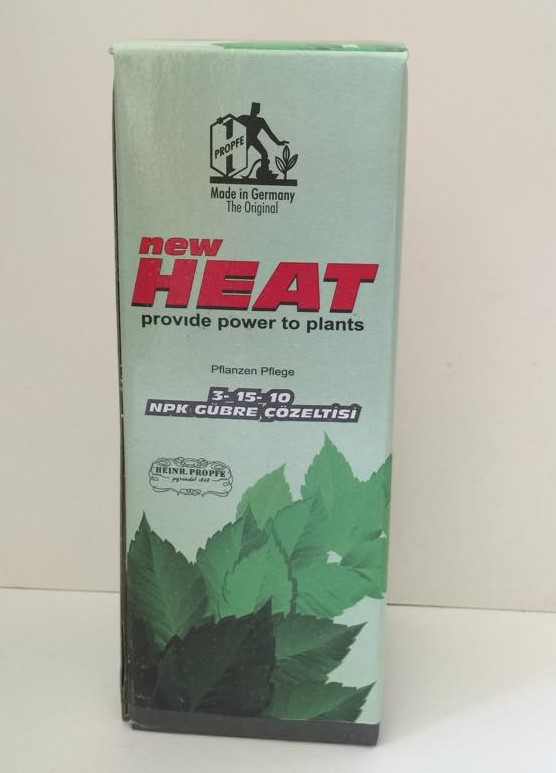 H
PROPFE
Made in Germany
The Original
new
HEAT
provıde power to plants
Pflanzen Pflege
3- 15- 10
NPK GÜBRE ÇÖZELTİSİ
HEINR. PROPFE